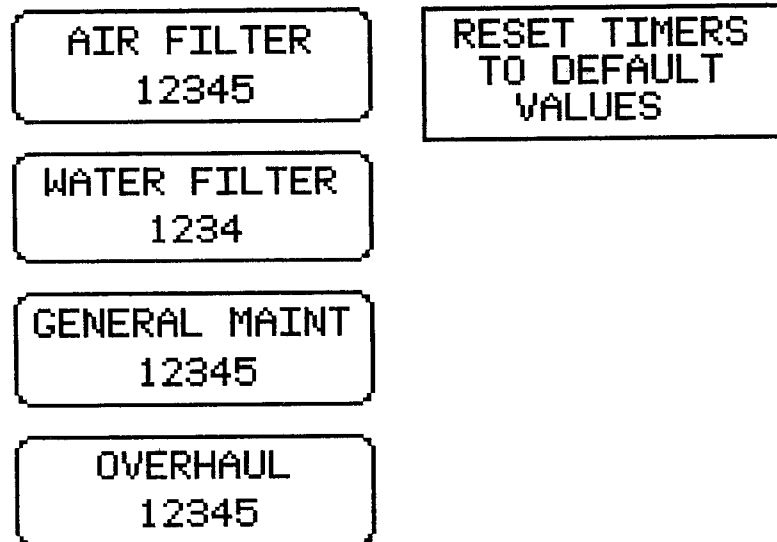 AIR FILTER
12345
RESET TIMERS
TO DEFAULT
VALUES
WATER FILTER
1234
GENERAL MAINT
12345
OVERHAUL
12345